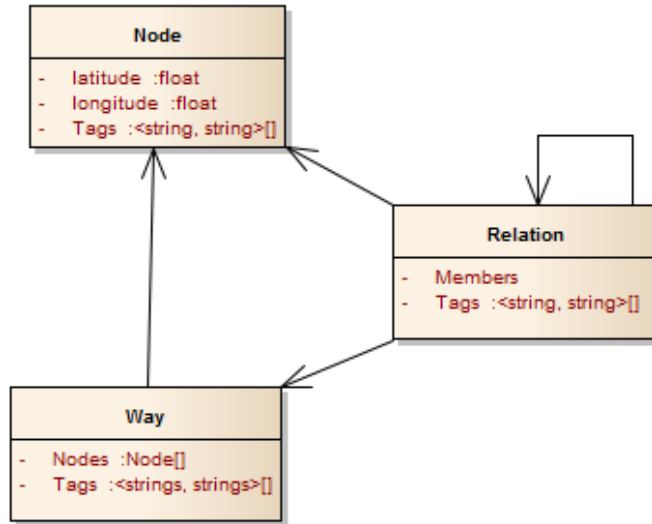 Node
- latitude :float
- longitude :float
- Tags :<string, string>[]
Relation
- Members
- Tags :<string, string>[]
Way
- Nodes :Node[]
- Tags :<strings, strings>[]